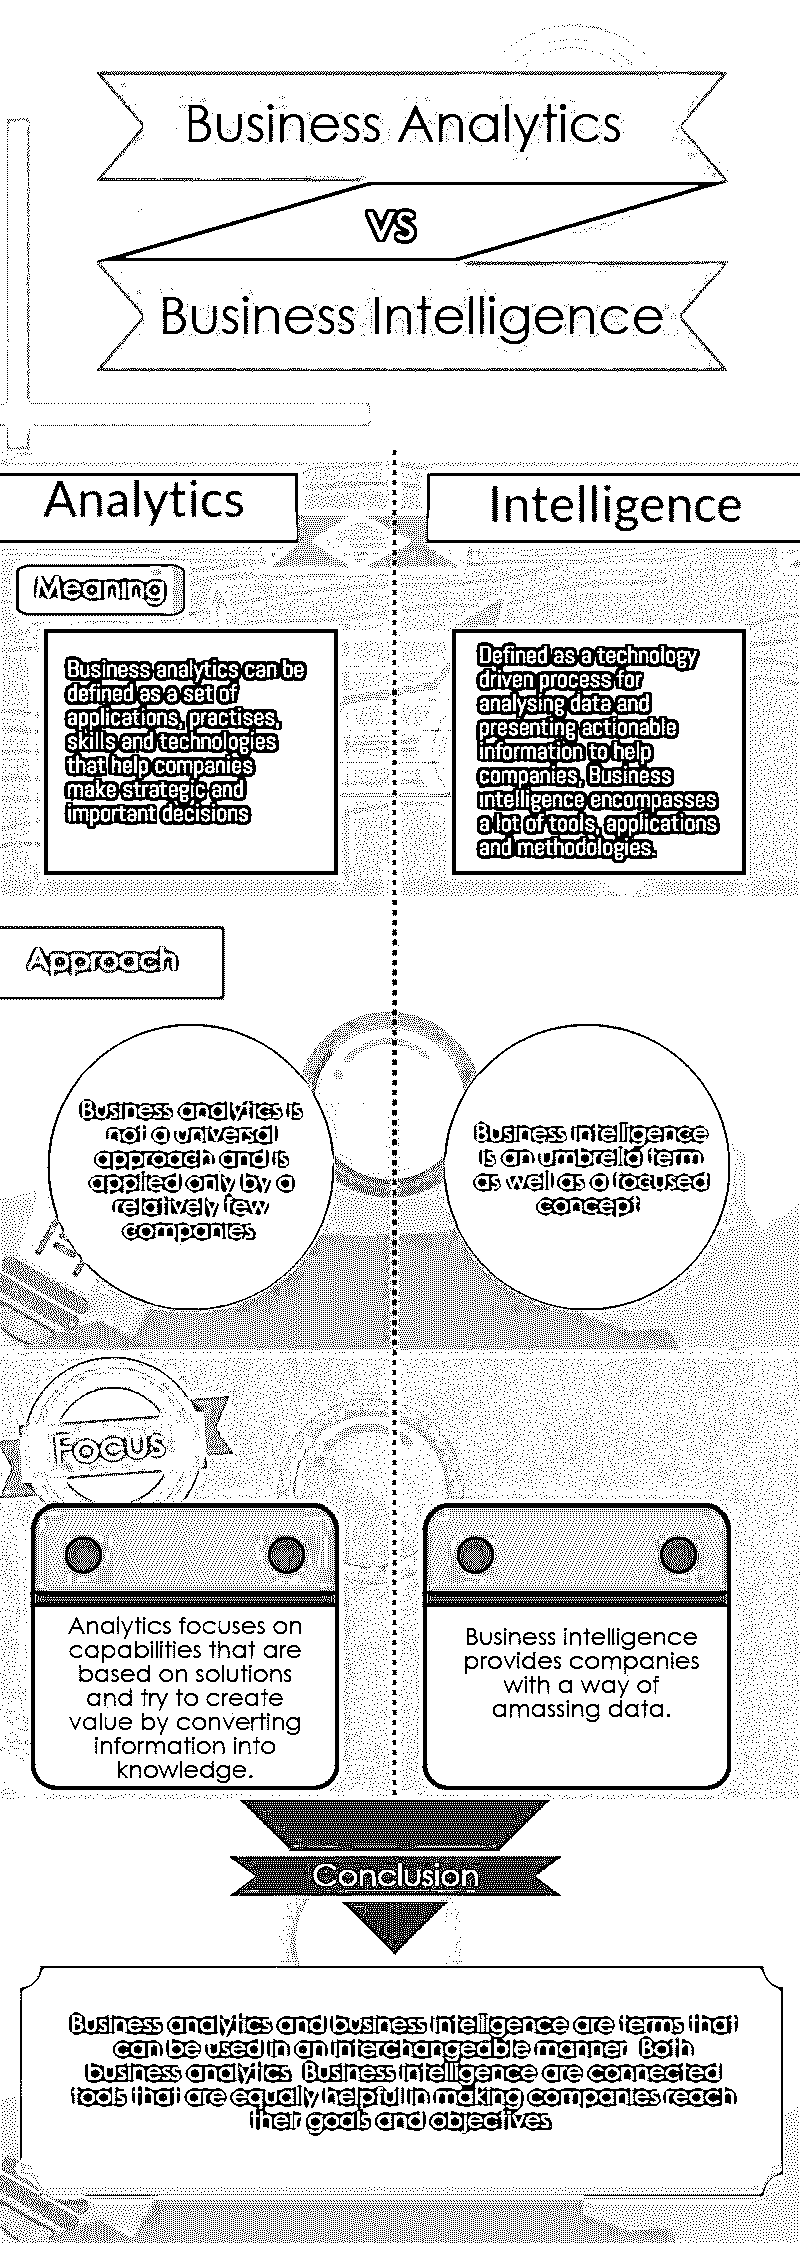 Business Analytics
VS
Business Intelligence
Analytics
Intelligence
Meaning
Business analytics can be
defined as a set of
applications, practises,
skills and technologies
that help companies
make strategic and
important decisions
Defined as a technology
driven process for
analysing data and
presenting actionable
information to help
companies, Business
intelligence encompasses
a lot of tools, applications
and methodologies.
Approach
Business analytics is
not a universal
approach and is
applied only by a
relatively few
companies
Business intelligence
is an umbrella term
as well as a focused
concept
Focus
Analytics focuses on
capabilities that are
based on solutions
and try to create
value by converting
information into
knowledge.
Business intelligence
provides companies
with a way of
amassing data.
Conclusion
Business analytics and business intelligence are terms that
can be used in an interchangeable manner. Both
business analytics. Business intelligence are connected
tools that are equally helpful in making companies reach
their goals and objectives.